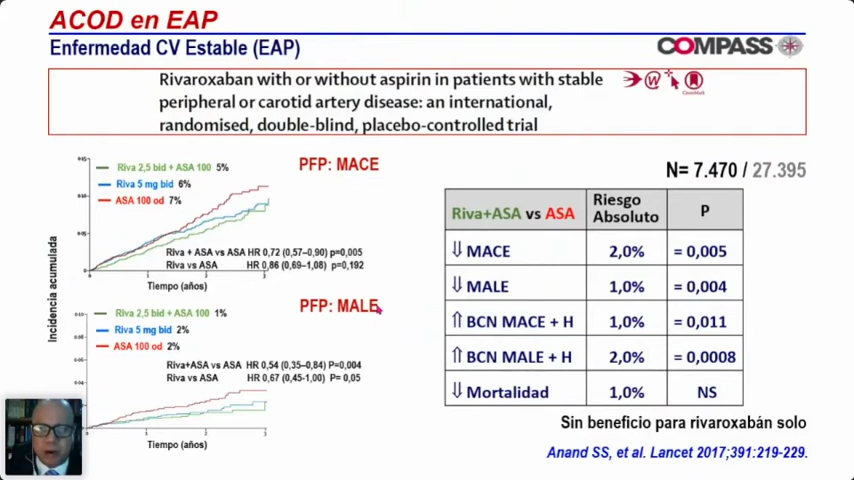 ACOD en EAP
Enfermedad CV Estable (EAP)
COMPASS
Rivaroxaban with or without aspirin in patients with stable
peripheral or carotid artery disease: an international,
randomised, double-blind, placebo-controlled trial
CrossMark
N= 7.470 / 27.395
PFP: MACE
Riva 2,5 bid + ASA 100 5%
Riva 5 mg bid 6%
ASA 100 od 7%
Riva + ASA vs ASA HR 0,72 (0,57–0,90) p=0,005
Riva vs ASA HR 0,86 (0,69–1,08) p=0,192
0 1 2 3
Tiempo (años)
Incidencia acumulada
PFP: MALE
Riva 2,5 bid + ASA 100 1%
Riva 5 mg bid 2%
ASA 100 od 2%
Riva+ASA vs ASA HR 0,54 (0,35–0,84) P=0,004
Riva vs ASA HR 0,67 (0,45-1,00) P= 0,05
1 2 3
Tiempo (años)
Riva+ASA vs ASA Riesgo Absoluto P
⇓ MACE 2,0% = 0,005
⇓ MALE 1,0% = 0,004
⇑ BCN MACE + H 1,0% = 0,011
⇑ BCN MALE + H 2,0% = 0,0008
⇓ Mortalidad 1,0% NS
Sin beneficio para rivaroxabán solo
Anand SS, et al. Lancet 2017;391:219-229.